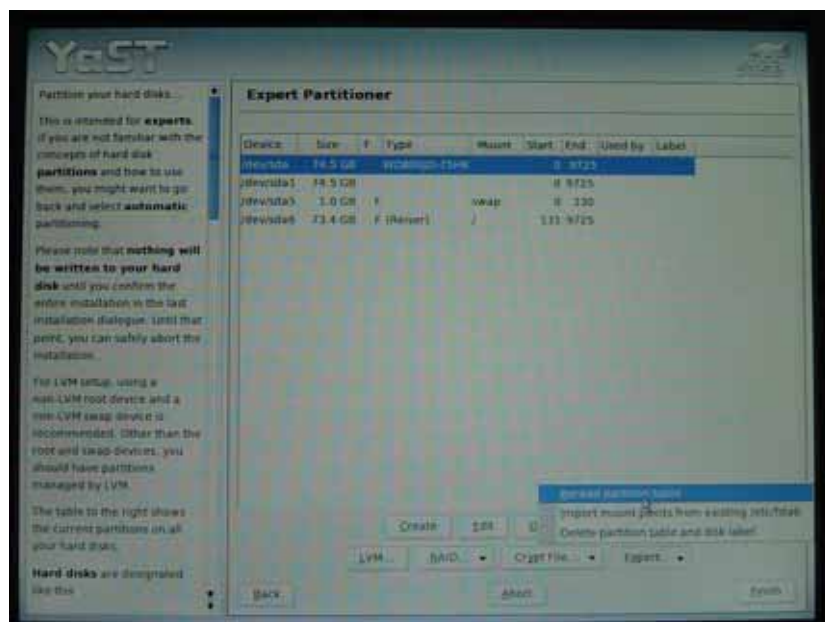 YaST
Partition your hard disks...
This is intended for experts.
If you are not familiar with the
concepts of hard disk
partitions and how to use
them, you might want to go
back and select automatic
partitioning.
Please note that nothing will
be written to your hard
disk until you confirm the
entire installation in the last
installation dialogue. Until that
point, you can safely abort the
installation.
For LVM setup, using a
non-LVM root device and a
non-LVM swap device is
recommended. Other than the
root and swap devices, you
should have partitions
managed by LVM.
The table to the right shows
the current partitions on all
your hard disks.
Hard disks are designated
like this
Expert Partitioner
Device Size F Type Mount Start End Used by Label
/dev/sda 74.5 GB 0 9725
/dev/sda1 74.5 GB 0 9725
/dev/sda5 1.0 GB F swap 0 130
/dev/sda6 73.4 GB F (Reiser) / 131 9725
Reread partition table
Import mount points from existing /etc/fstab
Delete partition table and disk label
Create Edit D
LVM... RAID... Crypt File... Expert...
Back Abort Finish